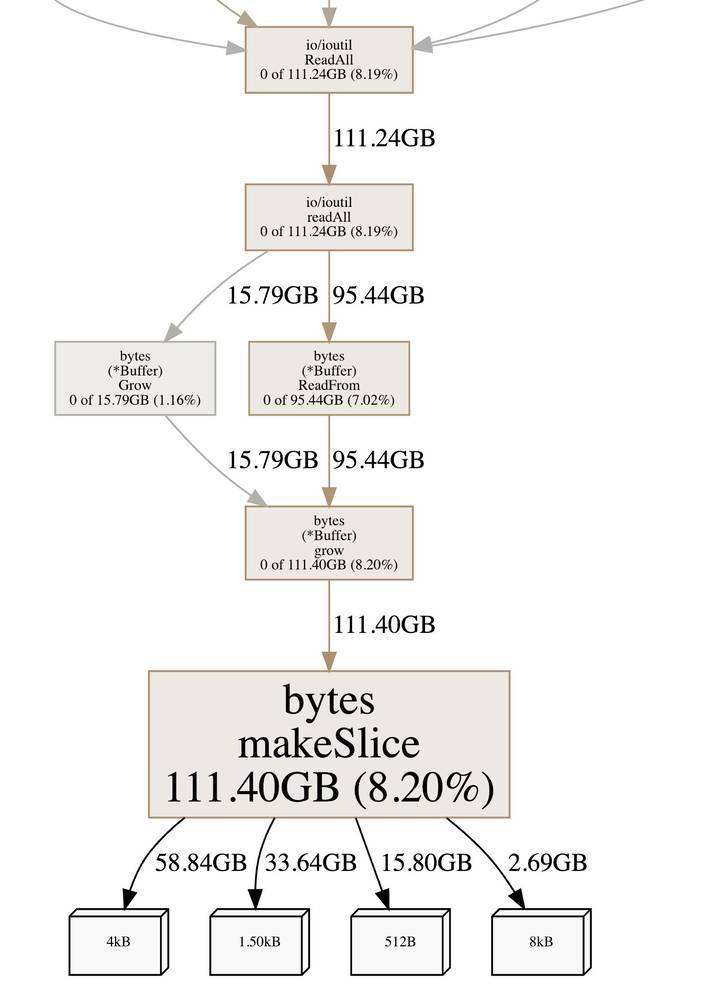 io/ioutil
ReadAll
0 of 111.24GB (8.19%)
111.24GB
io/ioutil
readAll
0 of 111.24GB (8.19%)
15.79GB
95.44GB
bytes
(*Buffer)
Grow
0 of 15.79GB (1.16%)
bytes
(*Buffer)
ReadFrom
0 of 95.44GB (7.02%)
15.79GB
95.44GB
bytes
(*Buffer)
grow
0 of 111.40GB (8.20%)
111.40GB
bytes
makeSlice
111.40GB (8.20%)
58.84GB
33.64GB
15.80GB
2.69GB
4kB
1.50kB
512B
8kB